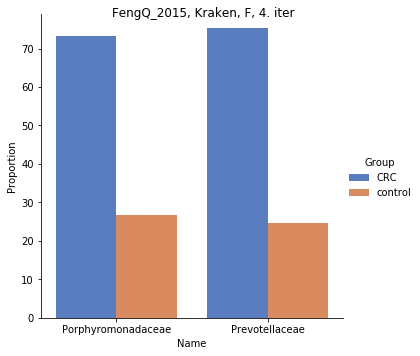 FengQ_2015, Kraken, F, 4. iter
Proportion
70
60
50
40
30
20
10
0
Porphyromonadaceae
Prevotellaceae
Name
Group
CRC
control